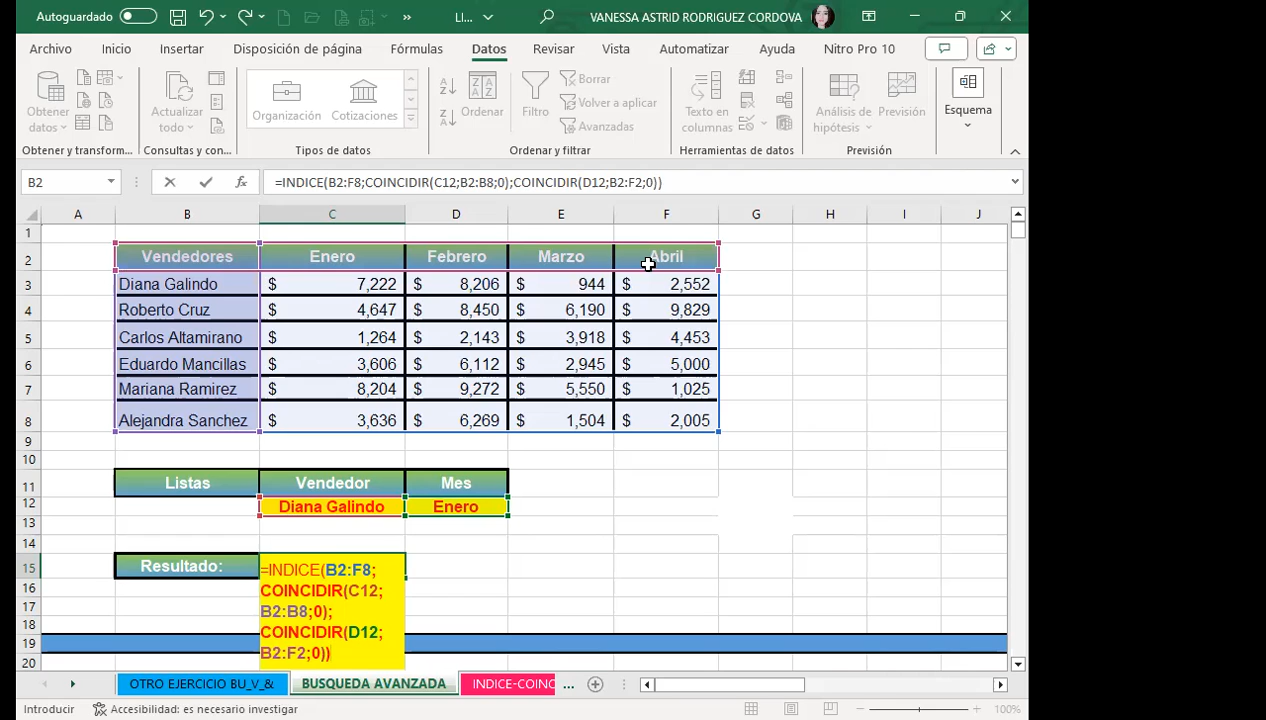 Autoguardado LI... VANESSA ASTRID RODRIGUEZ CORDOVA
Archivo Inicio Insertar Disposición de página Fórmulas Datos Revisar Vista Automatizar Ayuda Nitro Pro 10
Obtener datos
Actualizar todo
Organización Cotizaciones
Ordenar
Filtro
Borrar
Volver a aplicar
Avanzadas
Texto en columnas
Análisis de hipótesis
Previsión
Esquema
Obtener y transform... Consultas y con... Tipos de datos Ordenar y filtrar Herramientas de datos Previsión
B2 fx =INDICE(B2:F8;COINCIDIR(C12;B2:B8;0);COINCIDIR(D12;B2:F2;0))
A B C D E F G H I J
1
2 Vendedores Enero Febrero Marzo Abril
3 Diana Galindo $ 7,222 $ 8,206 $ 944 $ 2,552
4 Roberto Cruz $ 4,647 $ 8,450 $ 6,190 $ 9,829
5 Carlos Altamirano $ 1,264 $ 2,143 $ 3,918 $ 4,453
6 Eduardo Mancillas $ 3,606 $ 6,112 $ 2,945 $ 5,000
7 Mariana Ramirez $ 8,204 $ 9,272 $ 5,550 $ 1,025
8 Alejandra Sanchez $ 3,636 $ 6,269 $ 1,504 $ 2,005
9
10
11 Listas Vendedor Mes
12 Diana Galindo Enero
13
14
15 Resultado: =INDICE(B2:F8;
16 COINCIDIR(C12;
17 B2:B8;0);
18 COINCIDIR(D12;
19 B2:F2;0))
20
OTRO EJERCICIO BU_V_& BUSQUEDA AVANZADA INDICE-COINC ...
Introducir Accesibilidad: es necesario investigar 100%